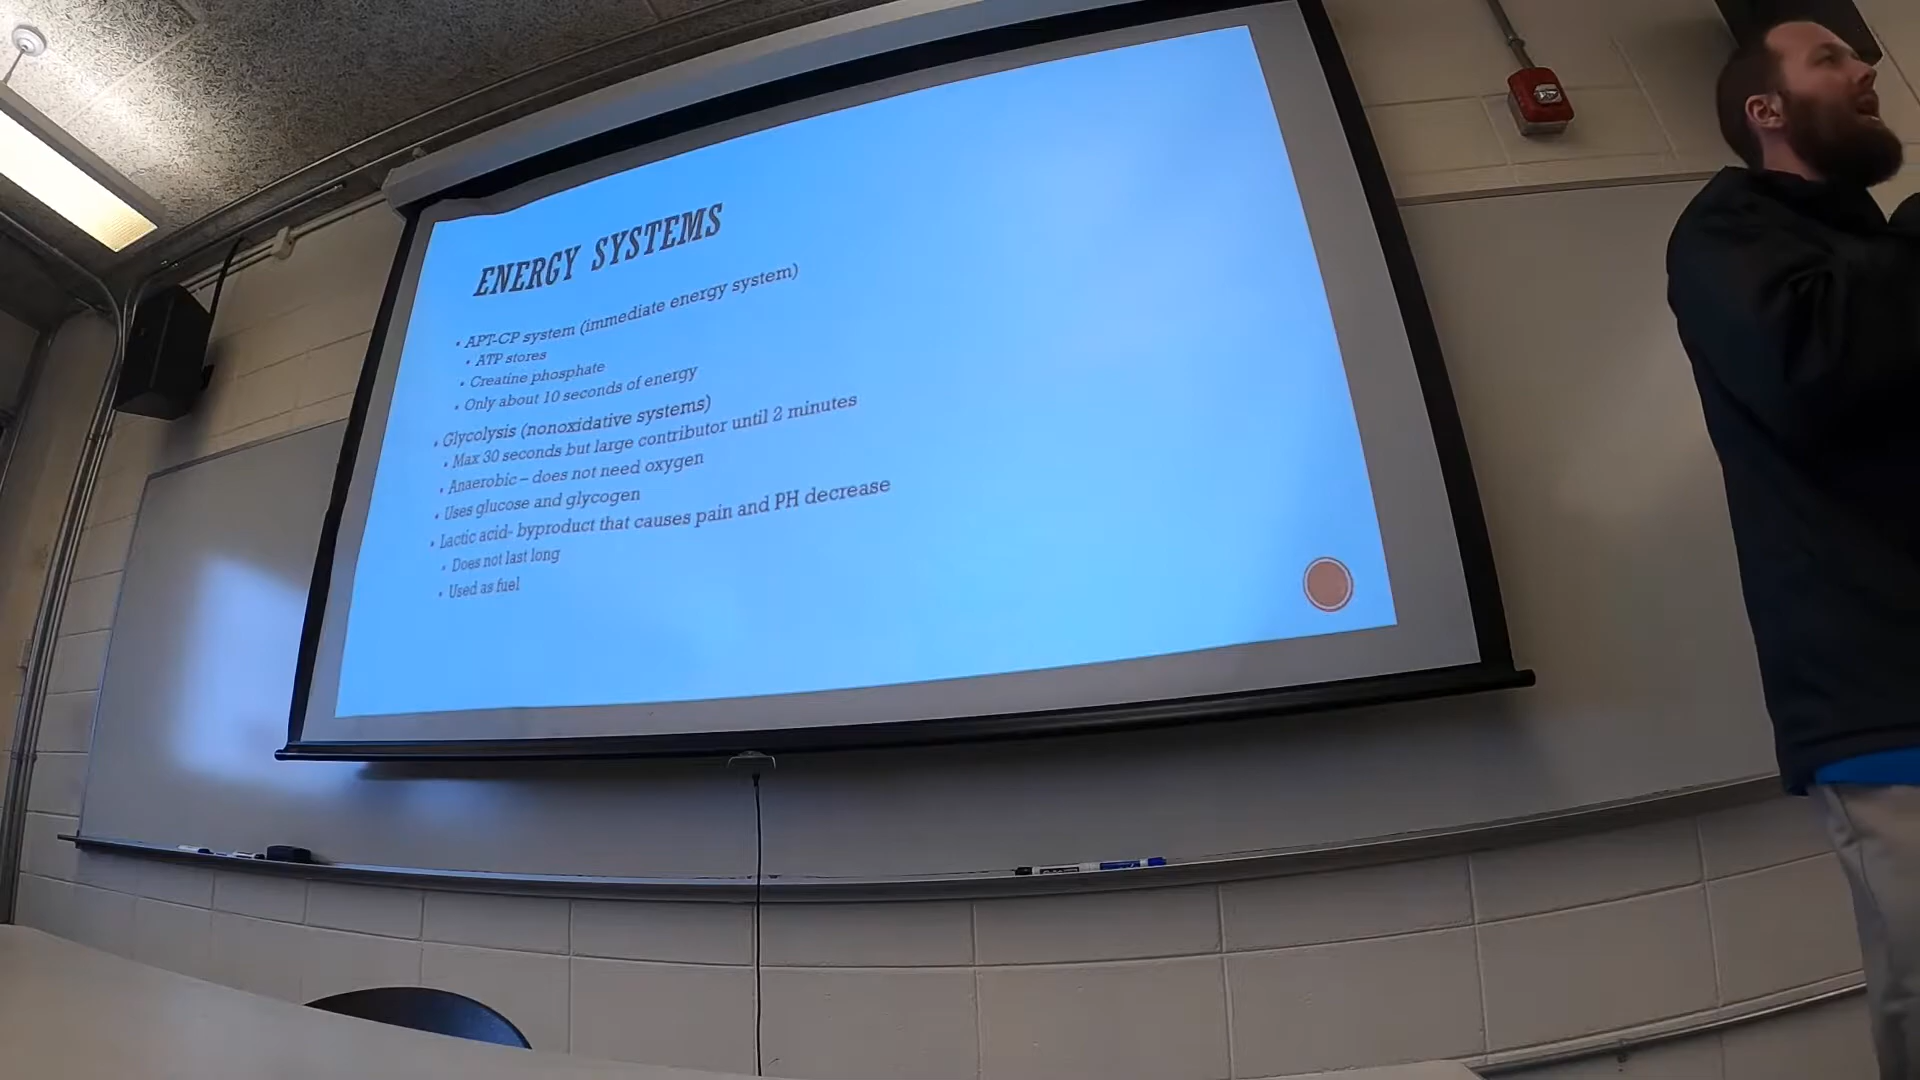 ENERGY SYSTEMS
• APT-CP system (immediate energy system)
• ATP stores
• Creatine phosphate
• Only about 10 seconds of energy
• Glycolysis (nonoxidative systems)
• Max 30 seconds but large contributor until 2 minutes
• Anaerobic – does not need oxygen
• Uses glucose and glycogen
• Lactic acid- byproduct that causes pain and PH decrease
• Does not last long
• Used as fuel